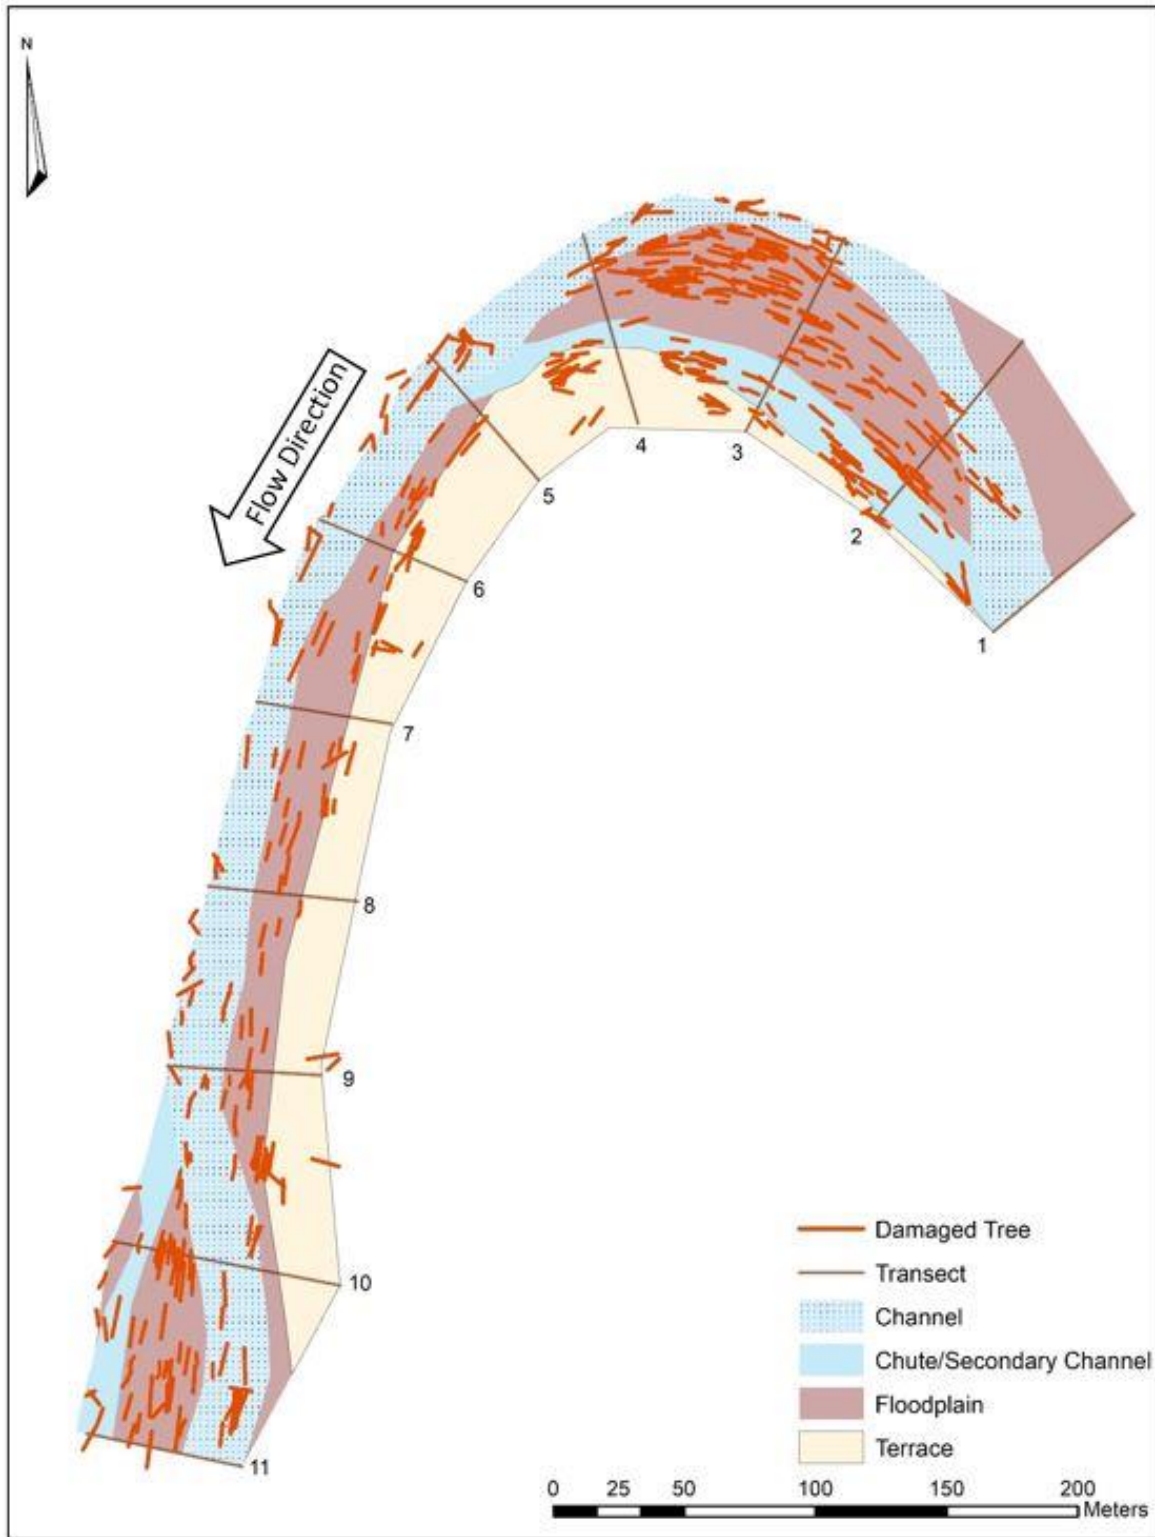 N
Flow Direction
4
3
5
2
6
1
7
8
9
10
11
Damaged Tree
Transect
Channel
Chute/Secondary Channel
Floodplain
Terrace
0 25 50 100 150 200
Meters